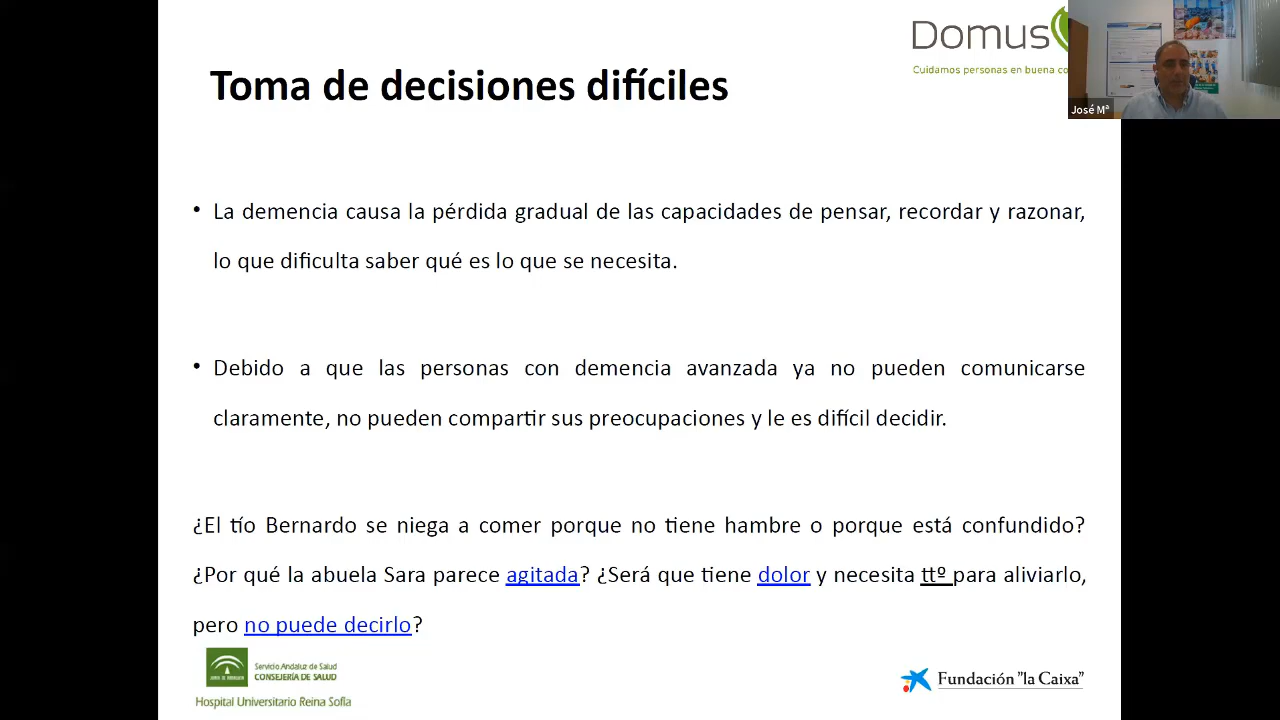 Domus
Cuidamos personas en buena co
José Mª
Toma de decisiones difíciles
• La demencia causa la pérdida gradual de las capacidades de pensar, recordar y razonar,
lo que dificulta saber qué es lo que se necesita.
• Debido a que las personas con demencia avanzada ya no pueden comunicarse
claramente, no pueden compartir sus preocupaciones y le es difícil decidir.
¿El tío Bernardo se niega a comer porque no tiene hambre o porque está confundido?
¿Por qué la abuela Sara parece agitada? ¿Será que tiene dolor y necesita ttº para aliviarlo,
pero no puede decirlo?
Servicio Andaluz de Salud
CONSEJERÍA DE SALUD
Hospital Universitario Reina Sofía
Fundación "la Caixa"